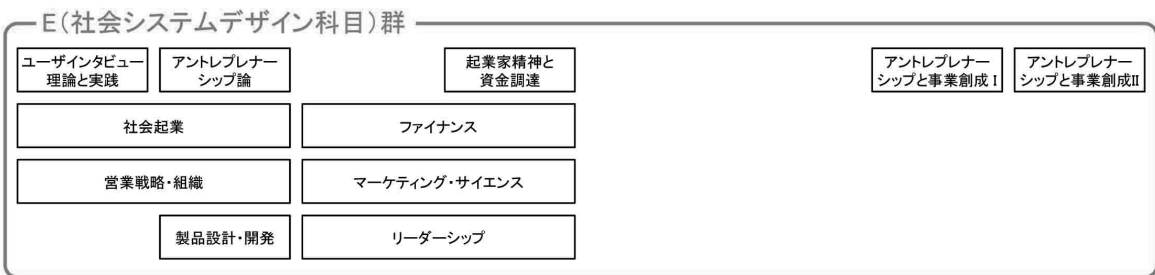 E(社会システムデザイン科目)群
ユーザインタビュー
理論と実践
アントレプレナー
シップ論
起業家精神と
資金調達
アントレプレナー
シップと事業創成 I
アントレプレナー
シップと事業創成II
社会起業
ファイナンス
営業戦略・組織
マーケティング・サイエンス
製品設計・開発
リーダーシップ